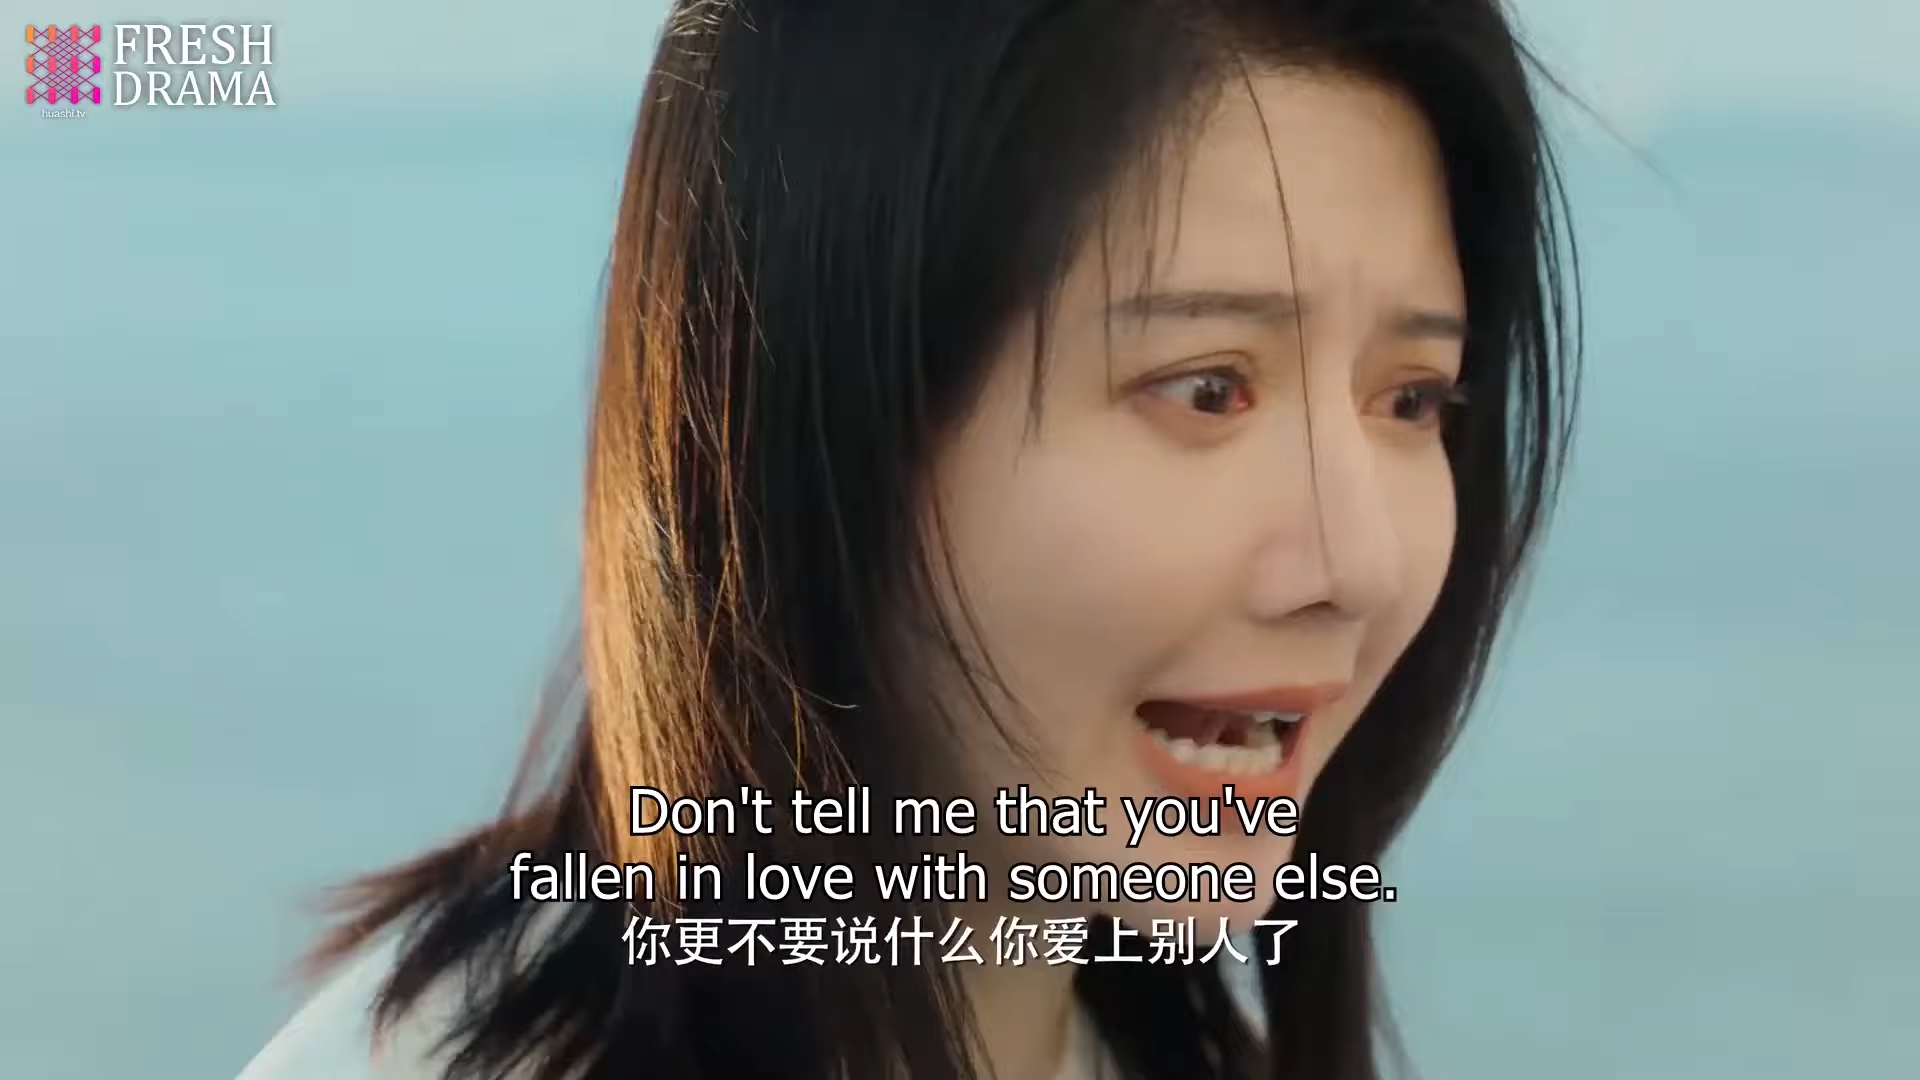 FRESH
DRAMA
huashi.tv
Don't tell me that you've
fallen in love with someone else.
你更不要说什么你爱上别人了